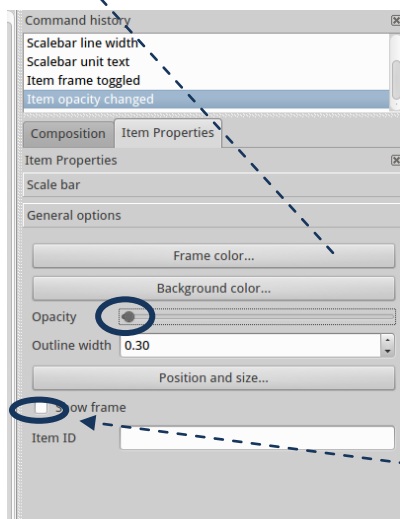 Command history
Scalebar line width
Scalebar unit text
Item frame toggled
Item opacity changed
Composition Item Properties
Item Properties
Scale bar
General options
Frame color...
Background color...
Opacity
Outline width 0.30
Position and size...
Show frame
Item ID